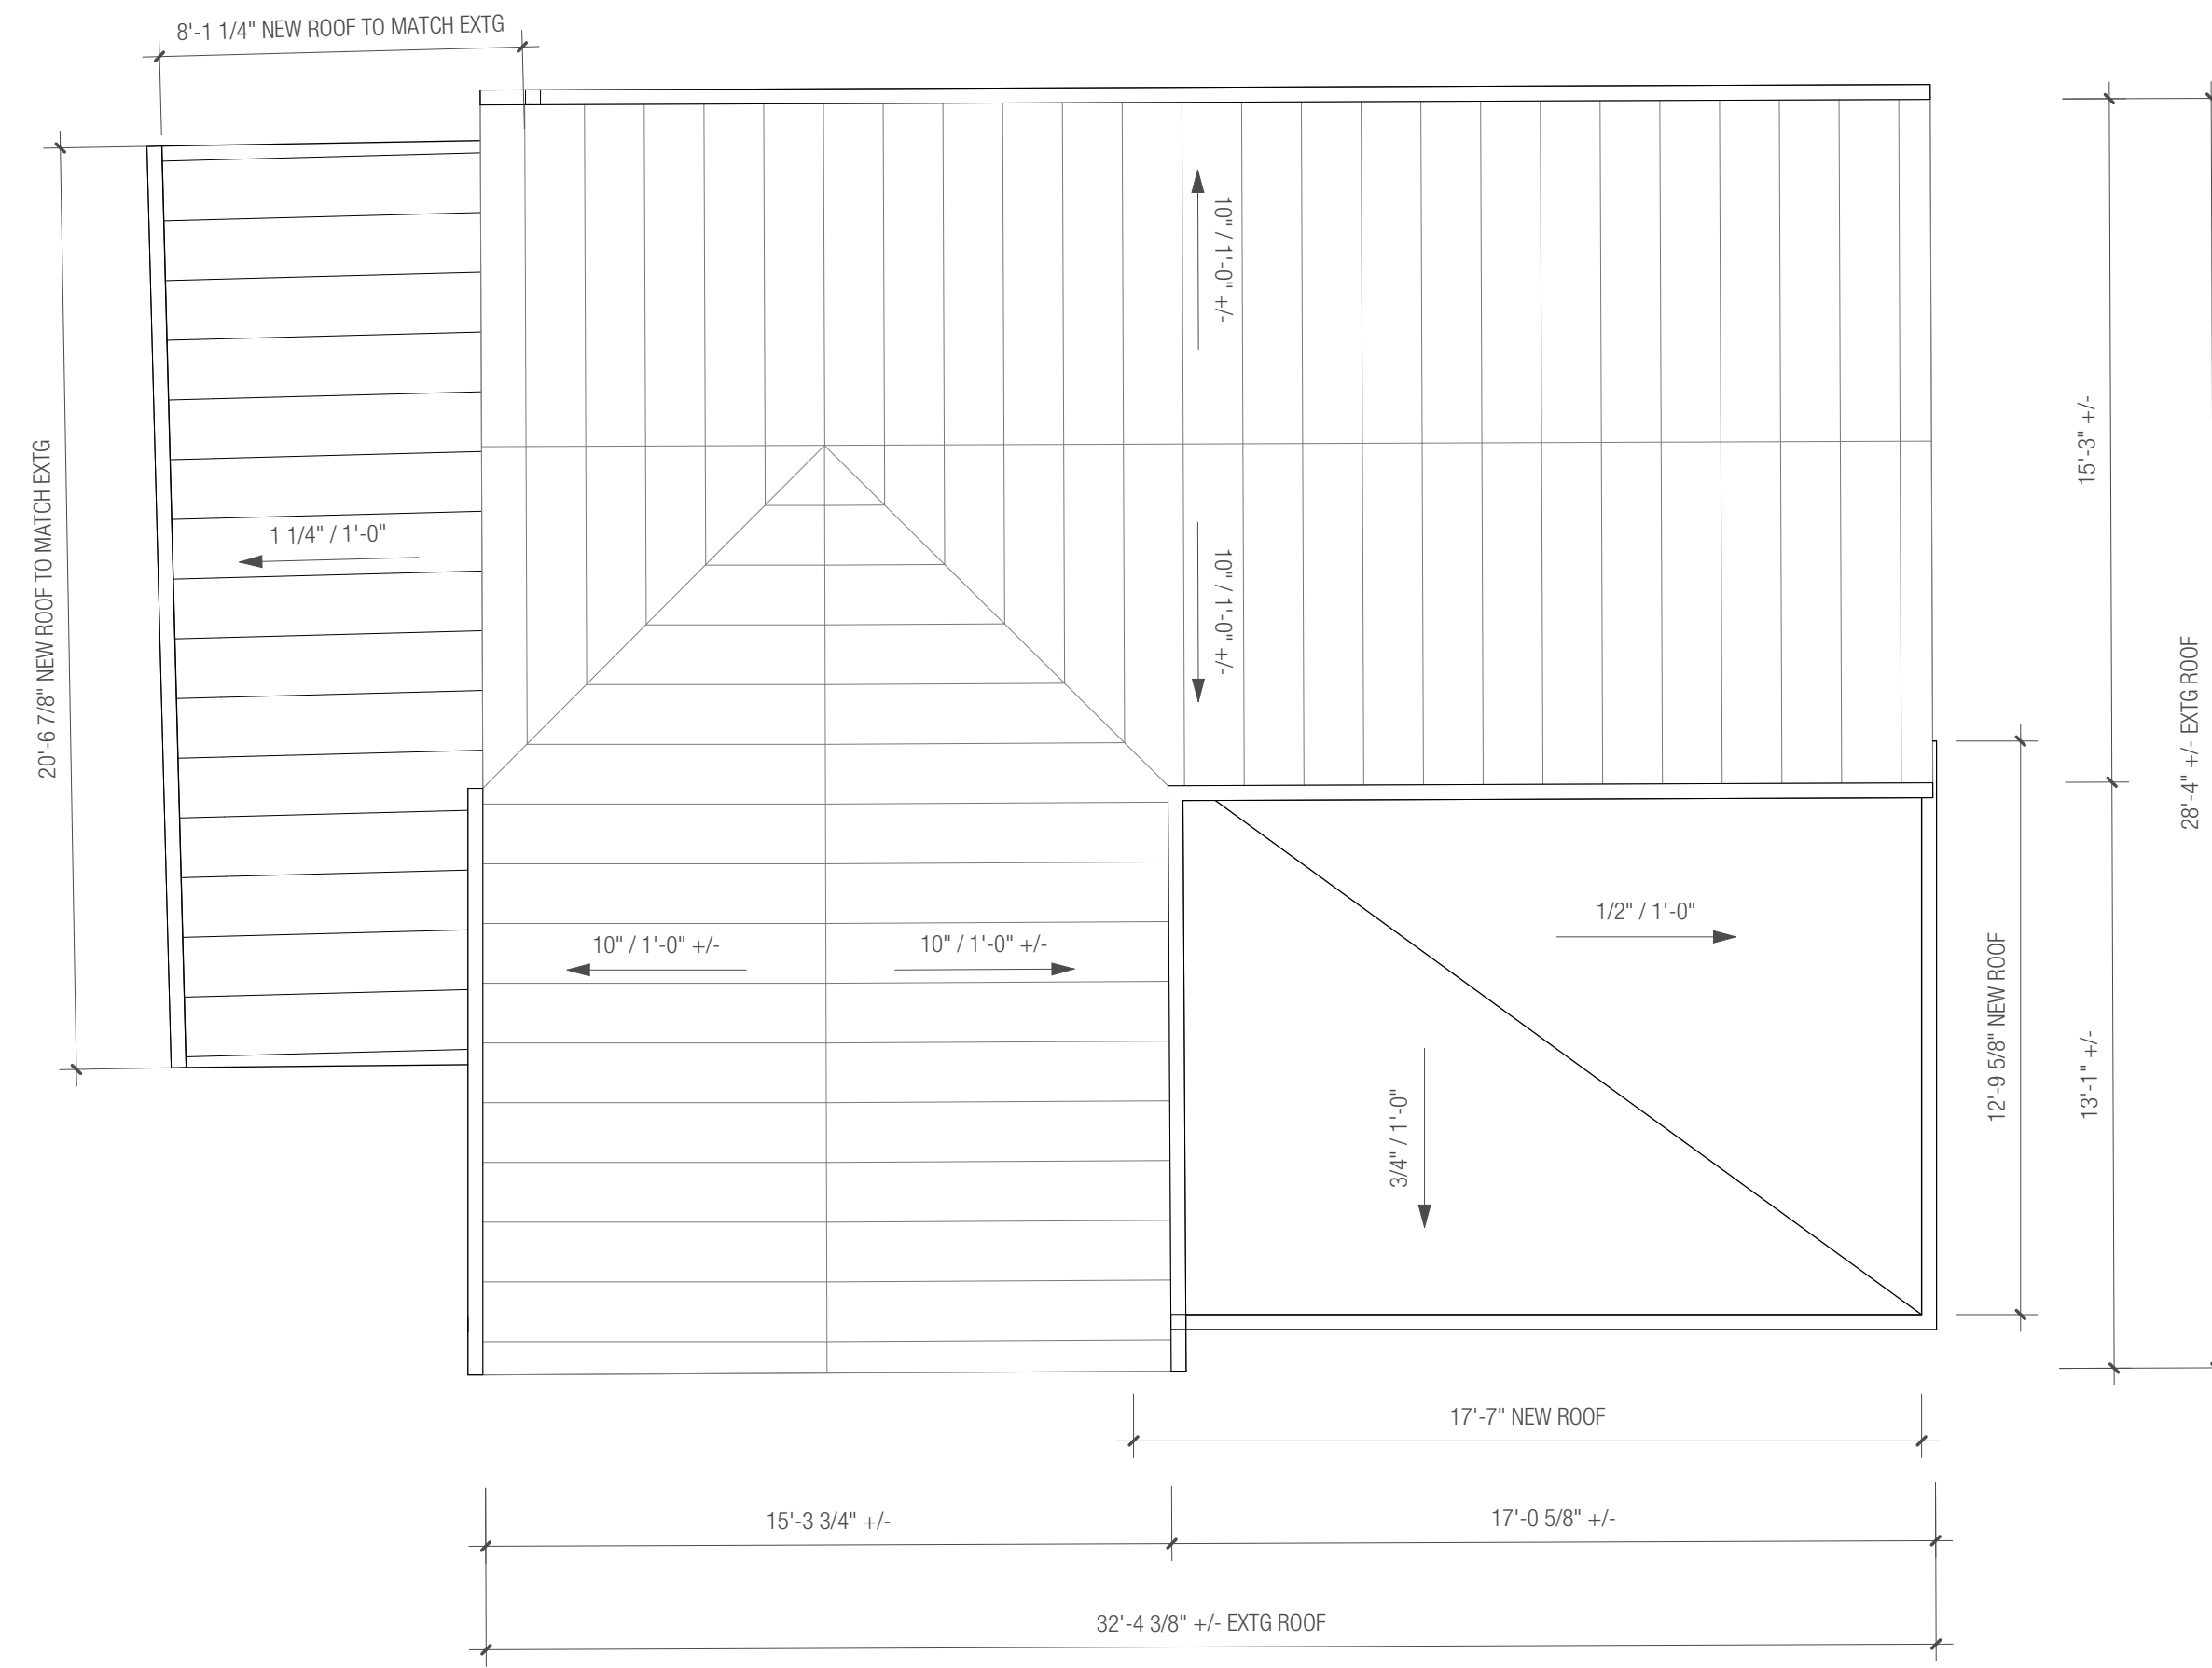 8'-1 1/4" NEW ROOF TO MATCH EXTG
10" / 1'-0" +/-
15'-3" +/-
20'-6 7/8" NEW ROOF TO MATCH EXTG
1 1/4" / 1'-0"
10" / 1'-0" +/-
28'-4" +/- EXTG ROOF
1/2" / 1'-0"
10" / 1'-0" +/-
10" / 1'-0" +/-
12'-9 5/8" NEW ROOF
13'-1" +/-
3/4" / 1'-0"
17'-7" NEW ROOF
15'-3 3/4" +/-
17'-0 5/8" +/-
32'-4 3/8" +/- EXTG ROOF